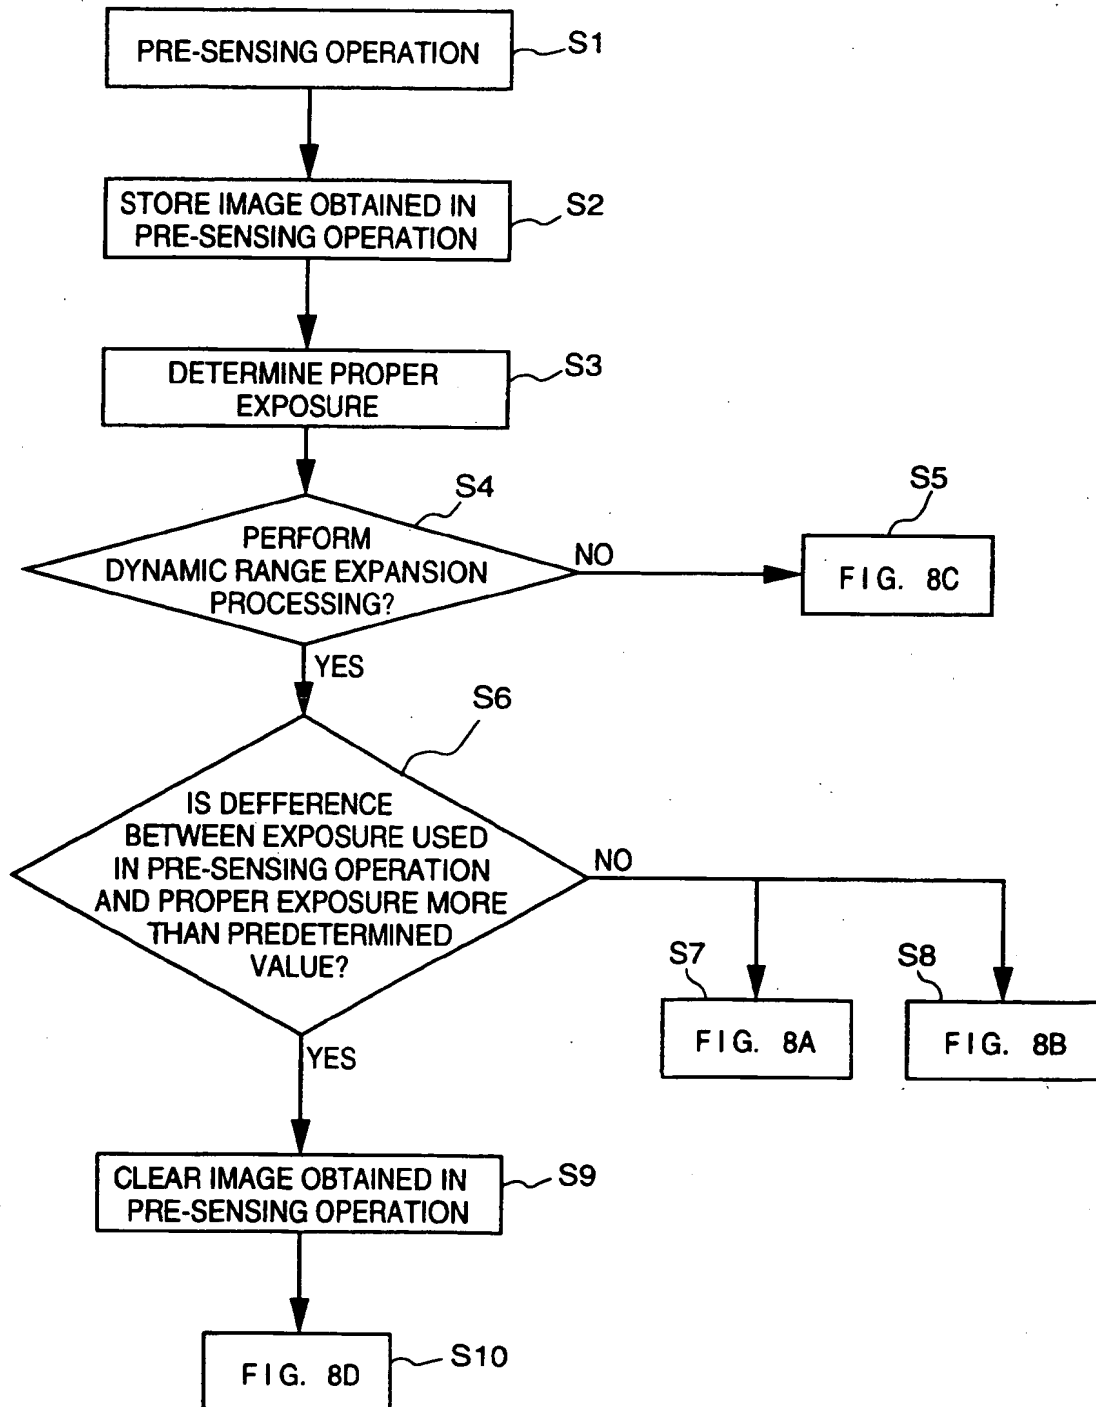 PRE-SENSING OPERATION
S1
STORE IMAGE OBTAINED IN
PRE-SENSING OPERATION
S2
DETERMINE PROPER
EXPOSURE
S3
S4
PERFORM
DYNAMIC RANGE EXPANSION
PROCESSING?
NO
S5
FIG. 8C
YES
S6
IS DEFFERENCE
BETWEEN EXPOSURE USED
IN PRE-SENSING OPERATION
AND PROPER EXPOSURE MORE
THAN PREDETERMINED
VALUE?
NO
S7
FIG. 8A
S8
FIG. 8B
YES
CLEAR IMAGE OBTAINED IN
PRE-SENSING OPERATION
S9
FIG. 8D
S10